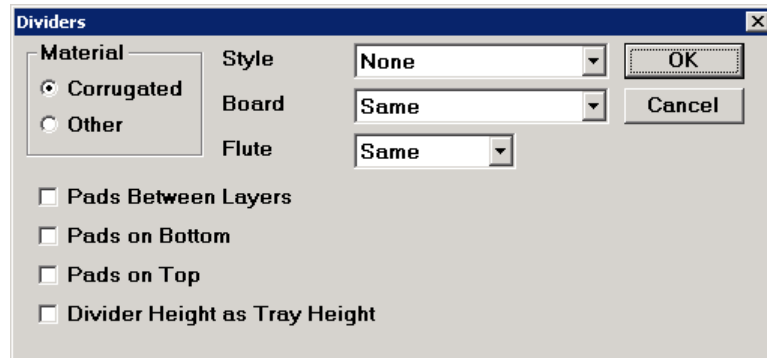 Dividers
Material
Corrugated
Other
Style
None
OK
Board
Same
Cancel
Flute
Same
Pads Between Layers
Pads on Bottom
Pads on Top
Divider Height as Tray Height